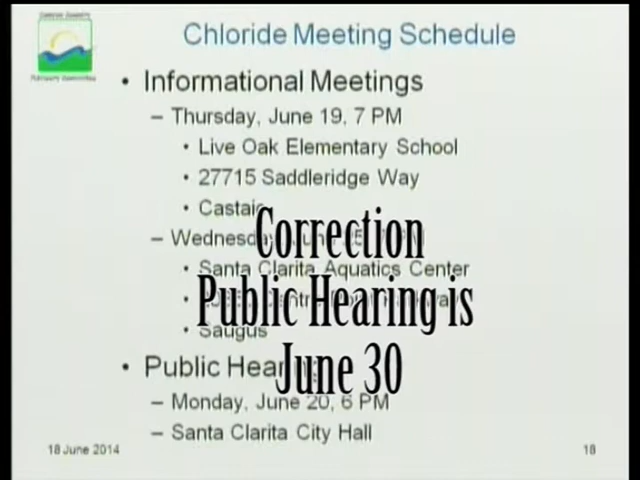 Chloride Meeting Schedule
• Informational Meetings
– Thursday, June 19, 7 PM
• Live Oak Elementary School
• 27715 Saddleridge Way
• Castaic
– Wednesday, June
• Santa Clarita Aquatics Center
• Saugus
Correction
Public Hearing is
June 30
• Public Hearing
– Monday, June 20, 6 PM
– Santa Clarita City Hall
18 June 2014
18